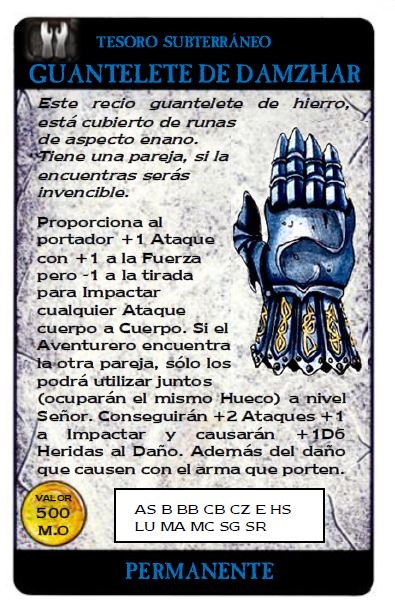 TESORO SUBTERRÁNEO
GUANTELETE DE DAMZHAR
Este recio guantelete de hierro,
está cubierto de runas
de aspecto enano.
Tiene una pareja, si la
encuentras serás
invencible.
Proporciona al
portador +1 Ataque
con +1 a la Fuerza
pero -1 a la tirada
para Impactar
cualquier Ataque
cuerpo a Cuerpo. Si el
Aventurero encuentra
la otra pareja, sólo los
podrá utilizar juntos
(ocuparán el mismo Hueco) a nivel
Señor. Conseguirán +2 Ataques +1
a Impactar y causarán +1D6
Heridas al Daño. Además del daño
que causen con el arma que porten.
VALOR
500
M.O
AS B BB CB CZ E HS
LU MA MC SG SR
PERMANENTE